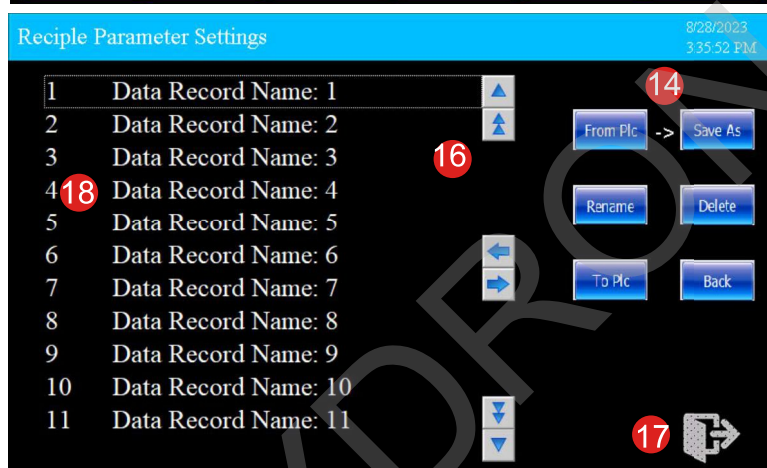 Reciple Parameter Settings
8/28/2023
3:35:52 PM
1 Data Record Name: 1
2 Data Record Name: 2
3 Data Record Name: 3
4 Data Record Name: 4
5 Data Record Name: 5
6 Data Record Name: 6
7 Data Record Name: 7
8 Data Record Name: 8
9 Data Record Name: 9
10 Data Record Name: 10
11 Data Record Name: 11
18
16
14
From Plc -> Save As
Rename Delete
To Plc Back
17